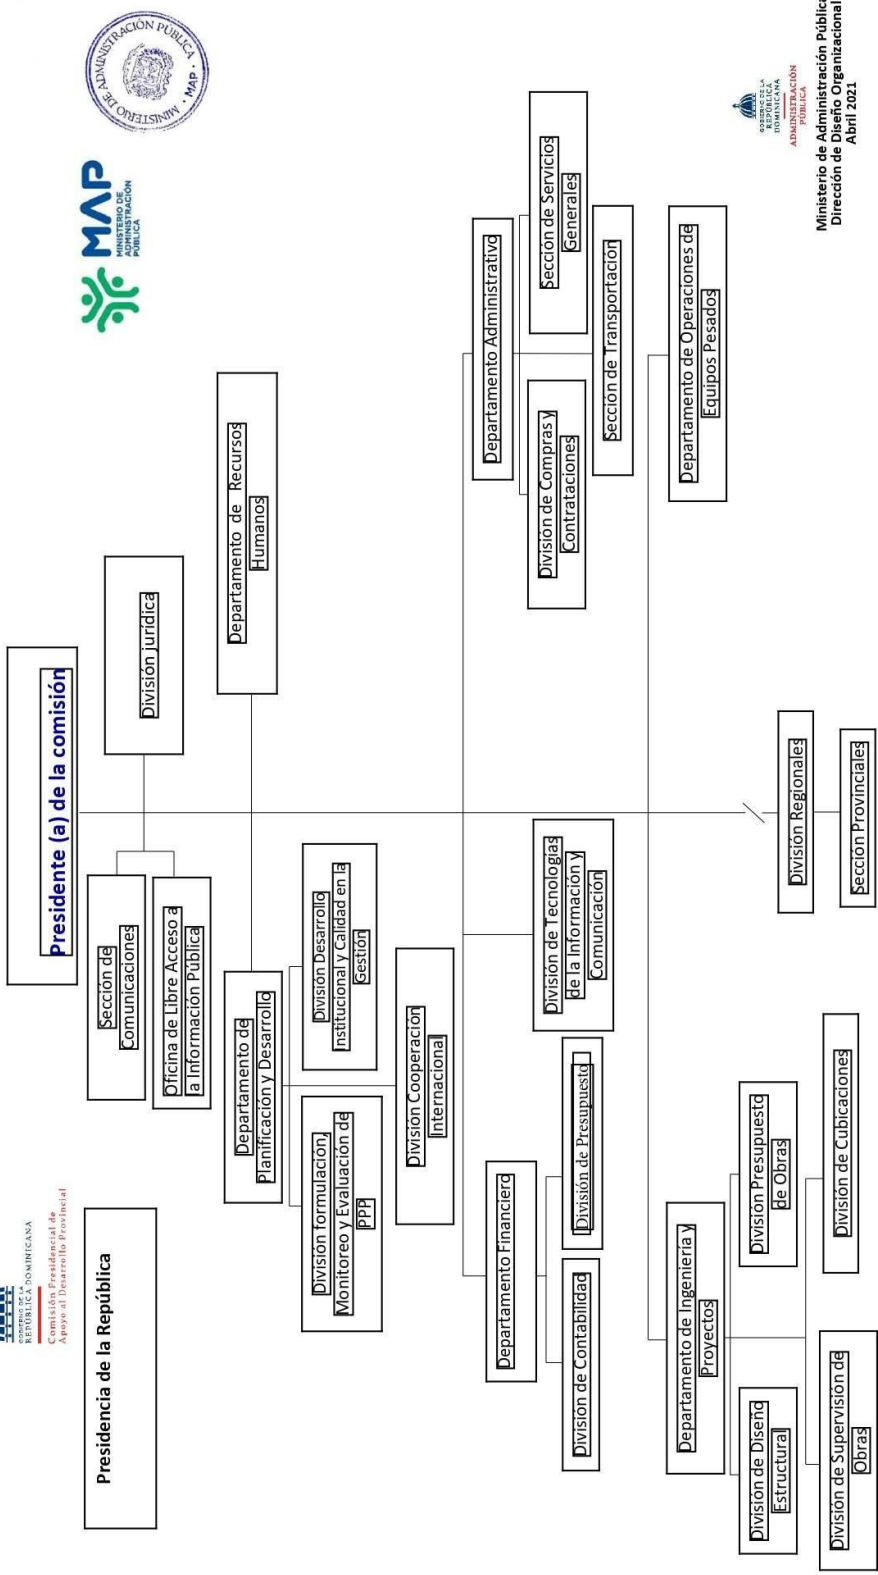 GOBIERNO DE LA
REPÚBLICA DOMINICANA
Comisión Presidencial de
Apoyo al Desarrollo Provincial
MAP
MINISTERIO DE
ADMINISTRACIÓN
PÚBLICA
MINISTERIO DE ADMINISTRACIÓN PÚBLICA
· MAP ·
Presidencia de la República
Presidente (a) de la comisión
Sección de
Comunicaciones
Oficina de Libre Acceso a
la Información Pública
División jurídica
Departamento de
Planificación y Desarrollo
Departamento de Recursos
Humanos
División formulación,
Monitoreo y Evaluación de
PPP
División Desarrollo
Institucional y Calidad en la
Gestión
División Cooperación
Internacional
Departamento Financiero
División de Contabilidad
División de Presupuesto
División de Tecnologías
de la Información y
Comunicación
Departamento Administrativo
División de Compras y
Contrataciones
Sección de Servicios
Generales
Sección de Transportación
Departamento de Ingenieria y
Proyectos
División de Diseño
Estructural
División Presupuesto
de Obras
División de Supervisión de
Obras
División de Cubicaciones
Departamento de Operaciones de
Equipos Pesados
División Regionales
Sección Provinciales
GOBIERNO DE LA
REPÚBLICA
DOMINICANA
ADMINISTRACIÓN
PÚBLICA
Ministerio de Administración Pública
Dirección de Diseño Organizacional
Abril 2021